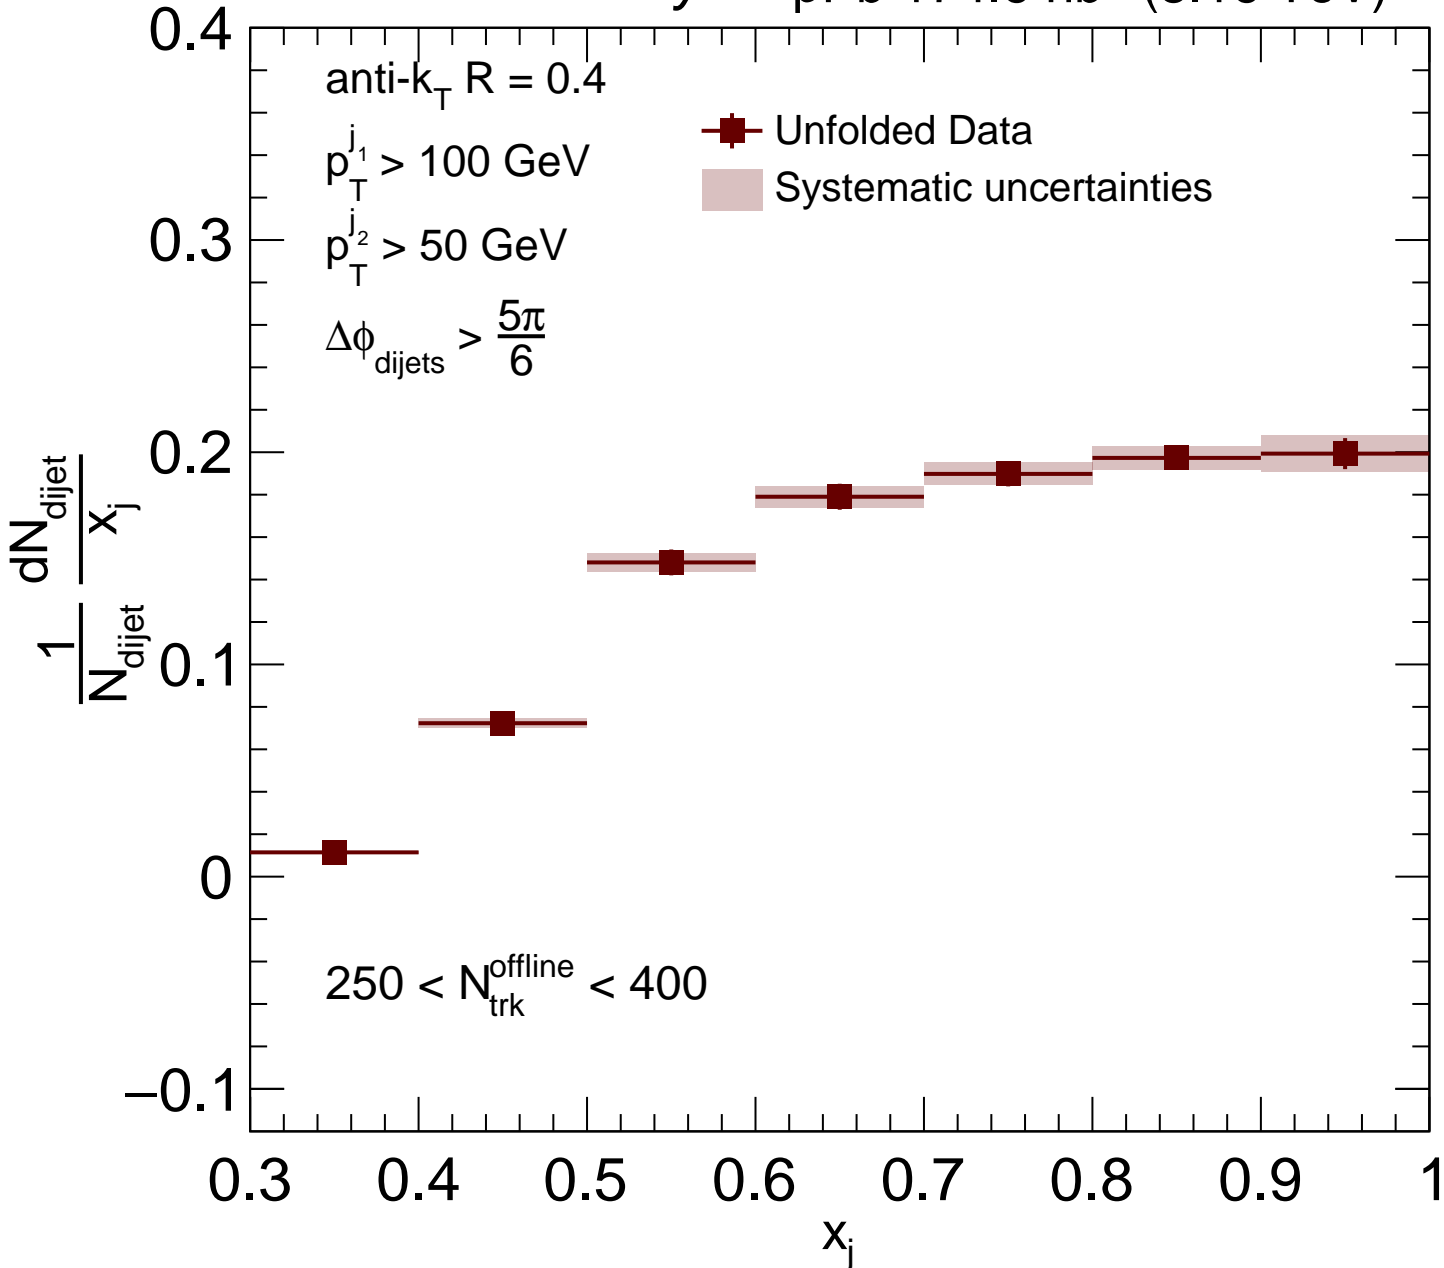 0.4
0.3
0.2
0.1
0
−0.1
anti-k_T R = 0.4
p_T^{j_1} > 100 GeV
p_T^{j_2} > 50 GeV
Δϕ_dijets > 5π/6
Unfolded Data
Systematic uncertainties
1/N_dijet dN_dijet/x_j
250 < N_trk^offline < 400
0.3 0.4 0.5 0.6 0.7 0.8 0.9 1
x_j